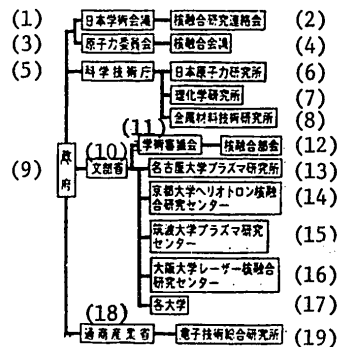 (1) 日本学術会議 核融合研究連絡会 (2)
(3) 原子力委員会 核融合会議 (4)
(5) 科学技術庁 日本原子力研究所 (6)
理化学研究所 (7)
金属材料技術研究所 (8)
(11)
(10) 学術審議会 核融合部会 (12)
(9) 政府 文部省 名古屋大学プラズマ研究所 (13)
京都大学ヘリオトロン核融
合研究センター (14)
筑波大学プラズマ研究
センター (15)
大阪大学レーザー核融合
研究センター (16)
各大学 (17)
(18)
通商産業省 電子技術総合研究所 (19)